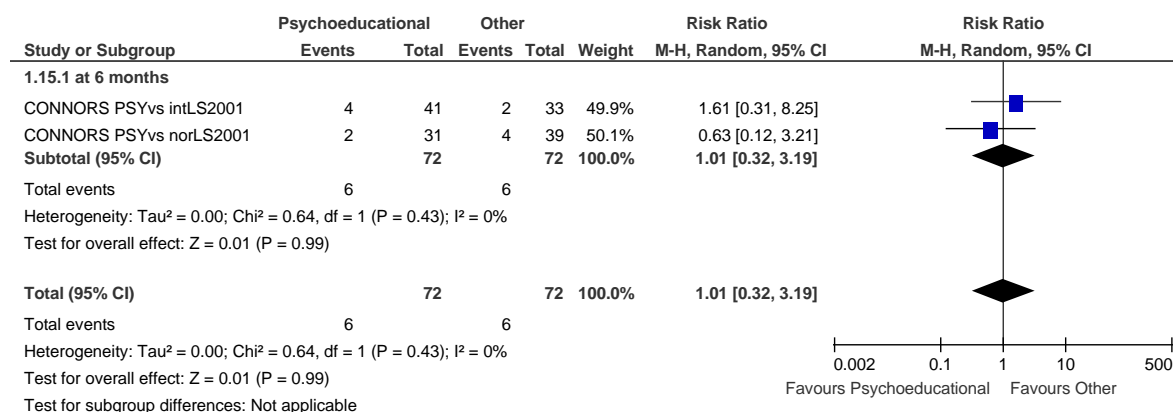 Psychoeducational Other Risk Ratio Risk Ratio
Study or Subgroup Events Total Events Total Weight M-H, Random, 95% CI M-H, Random, 95% CI
1.15.1 at 6 months
CONNORS PSYvs intLS2001 4 41 2 33 49.9% 1.61 [0.31, 8.25]
CONNORS PSYvs norLS2001 2 31 4 39 50.1% 0.63 [0.12, 3.21]
Subtotal (95% CI) 72 72 100.0% 1.01 [0.32, 3.19]
Total events 6 6
Heterogeneity: Tau² = 0.00; Chi² = 0.64, df = 1 (P = 0.43); I² = 0%
Test for overall effect: Z = 0.01 (P = 0.99)
Total (95% CI) 72 72 100.0% 1.01 [0.32, 3.19]
Total events 6 6
Heterogeneity: Tau² = 0.00; Chi² = 0.64, df = 1 (P = 0.43); I² = 0%
Test for overall effect: Z = 0.01 (P = 0.99)
Test for subgroup differences: Not applicable
0.002 0.1 1 10 500
Favours Psychoeducational Favours Other